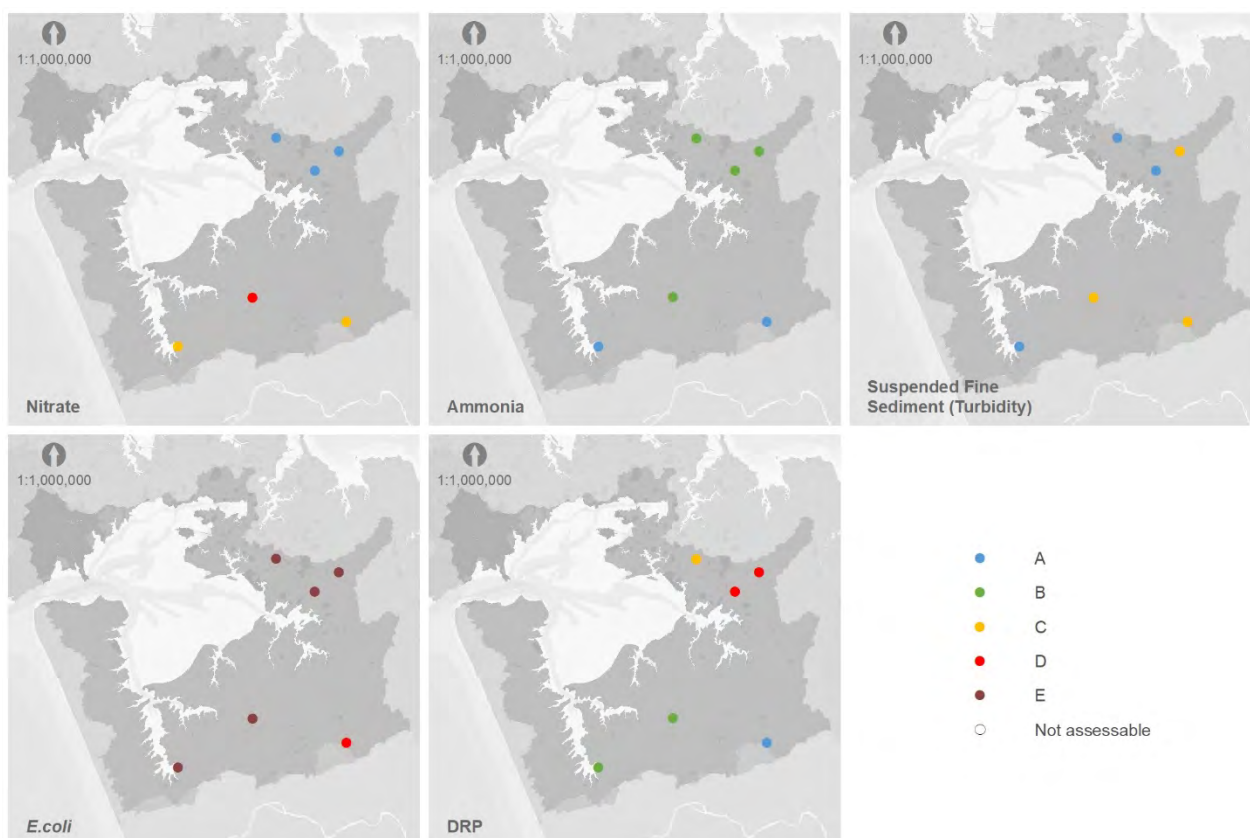 1:1,000,000
Nitrate
1:1,000,000
Ammonia
1:1,000,000
Suspended Fine
Sediment (Turbidity)
1:1,000,000
E.coli
1:1,000,000
DRP
A
B
C
D
E
Not assessable